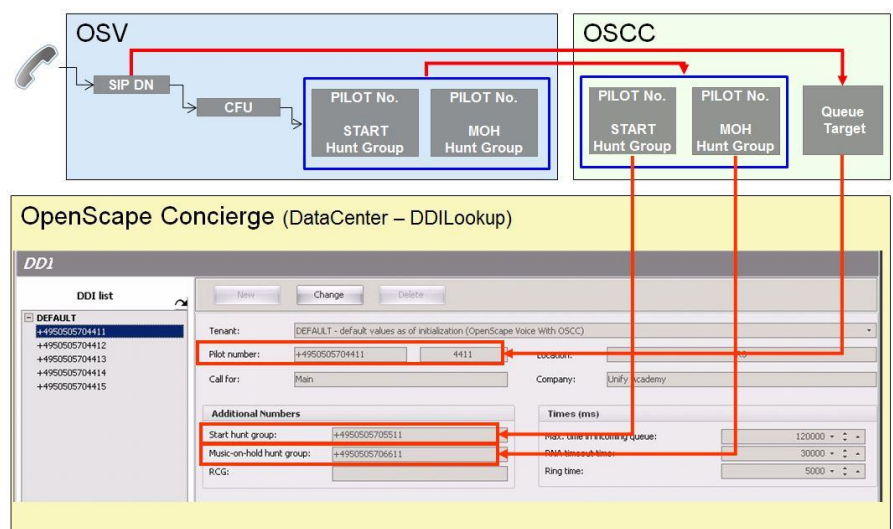 OSV
OSCC
SIP DN
CFU
PILOT No.
START
Hunt Group
PILOT No.
MOH
Hunt Group
PILOT No.
START
Hunt Group
PILOT No.
MOH
Hunt Group
Queue
Target
OpenScape Concierge (DataCenter – DDILookup)
DDI
DDI list
New
Change
Delete
DEFAULT
+4950505704411
+4950505704412
+4950505704413
+4950505704414
+4950505704415
Tenant:
DEFAULT - default values as of initialization (OpenScape Voice With OSCC)
Pilot number:
+4950505704411
4411
Location:
Call for:
Main
Company:
Unify Academy
Additional Numbers
Times (ms)
Start hunt group:
+4950505705511
Max. time in incoming queue:
120000
Music-on-hold hunt group:
+4950505706611
RNA timeout time:
30000
RCG:
Ring time:
5000